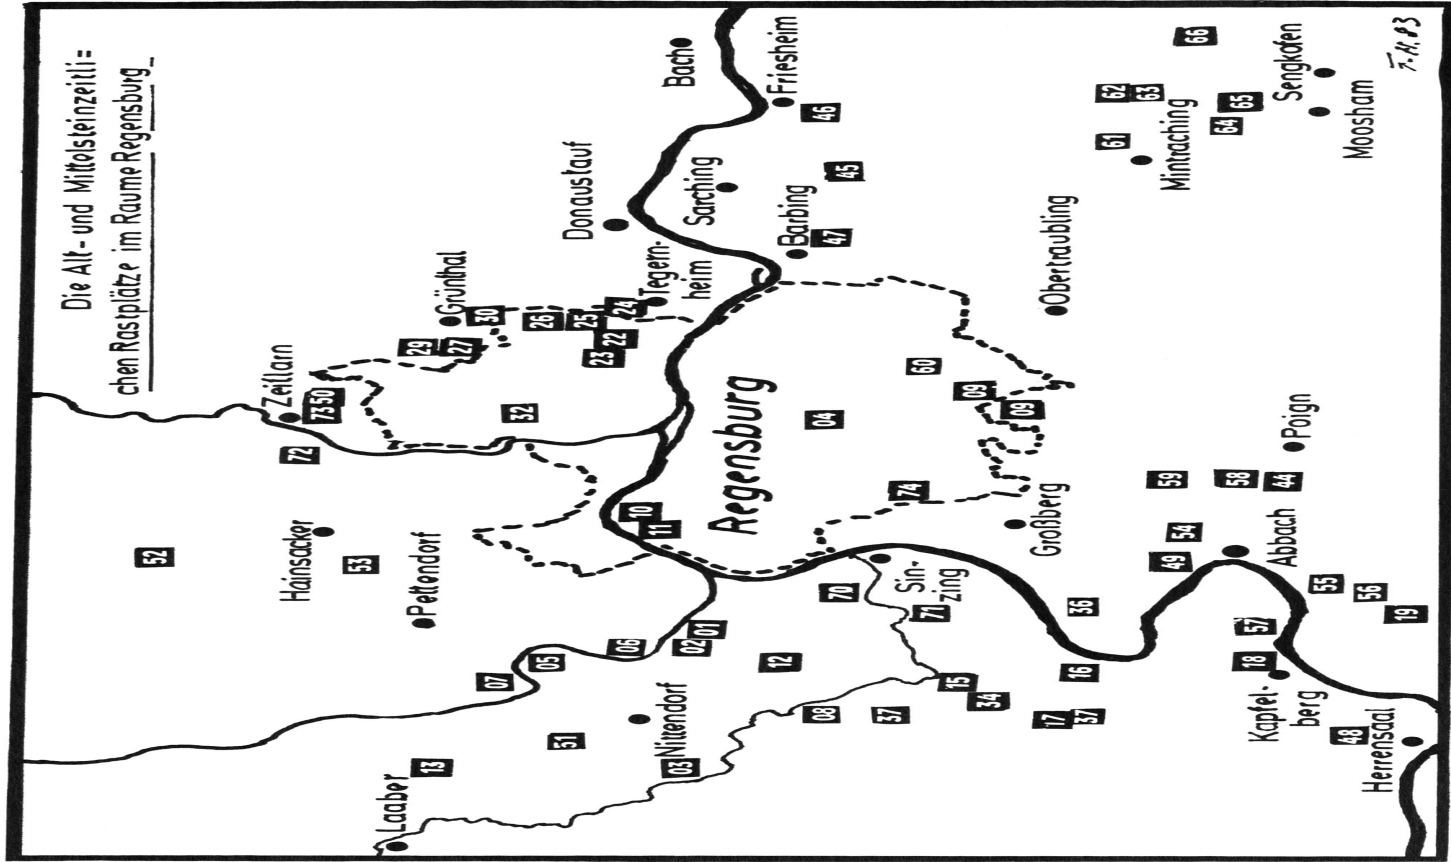 Die Alt- und Mittelsteinzeitli=
chen Rastplätze im Raume Regensburg
52
Zeitlarn
Hainsacker
72
73 50
53
Laaber
29
Pettendorf
13
Grünthal
27
30
07
32
26
05
51
Donaustauf
25
23
22
24
06
10
Tegern-
heim
11
Nittendorf
03
Bach
02
Sarching
01
Regensburg
12
Friesheim
Barbing
46
08
04
47
70
45
37
74
Sin-
zing
60
71
15
09
34
09
Großberg
17
Obertraubling
36
16
37
61
62
63
59
49
Mintraching
54
66
64
58
65
18
57
Kapfel-
berg
44
Abbach
Sengkofen
Poign
55
48
Moosham
56
Herrensaal
19